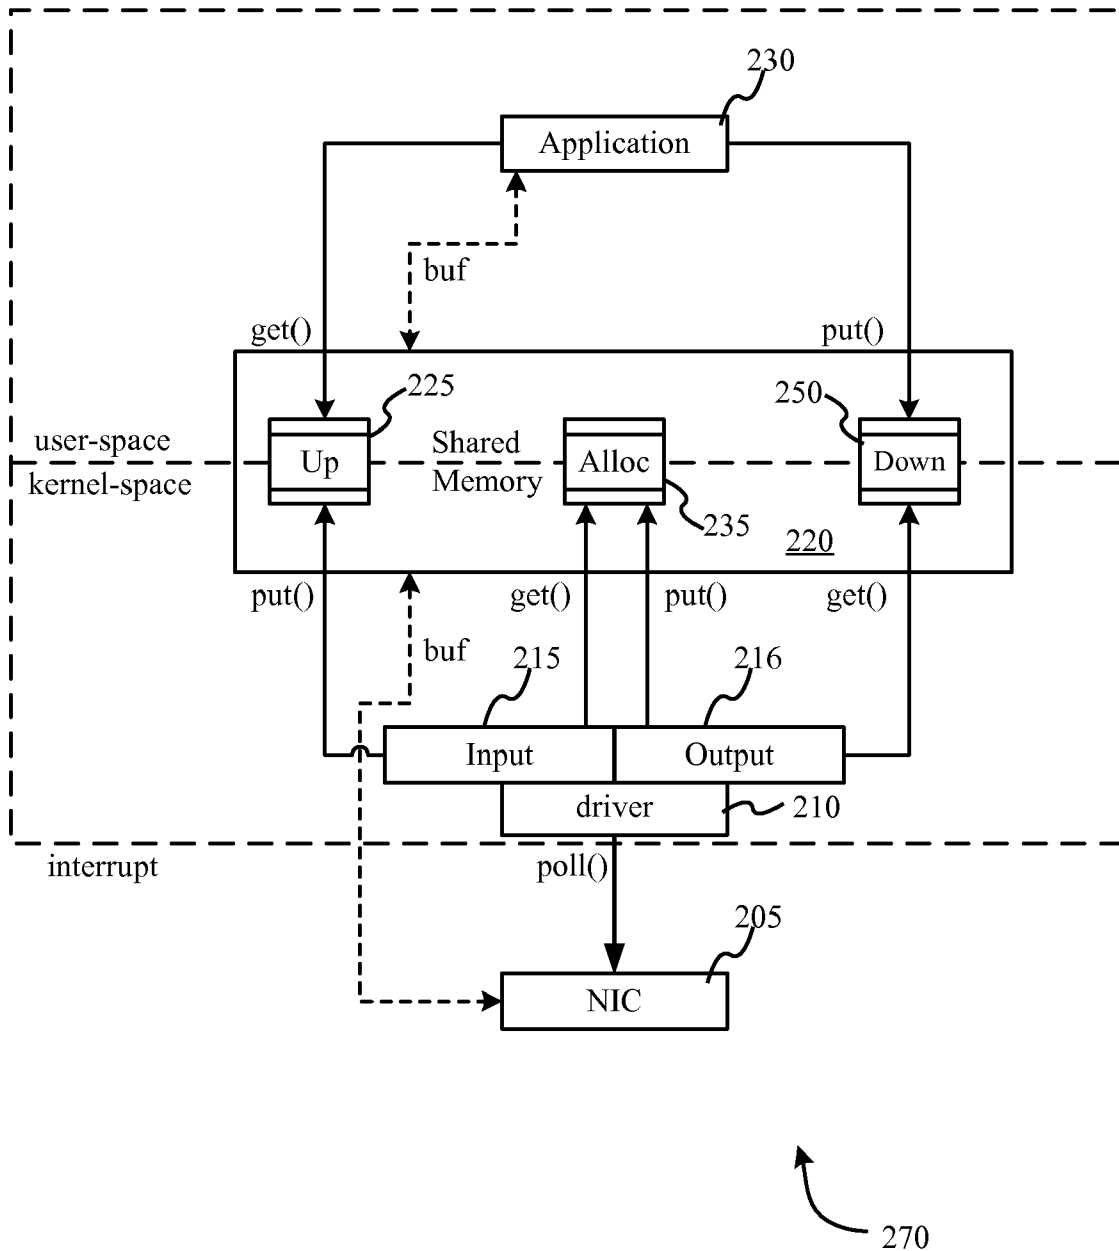 230
Application
buf
get()
put()
225
250
user-space
Shared
Up
Alloc
Down
kernel-space
Memory
235
220
put()
get()
put()
get()
buf
215
216
Input
Output
driver
210
interrupt
poll()
205
NIC
270